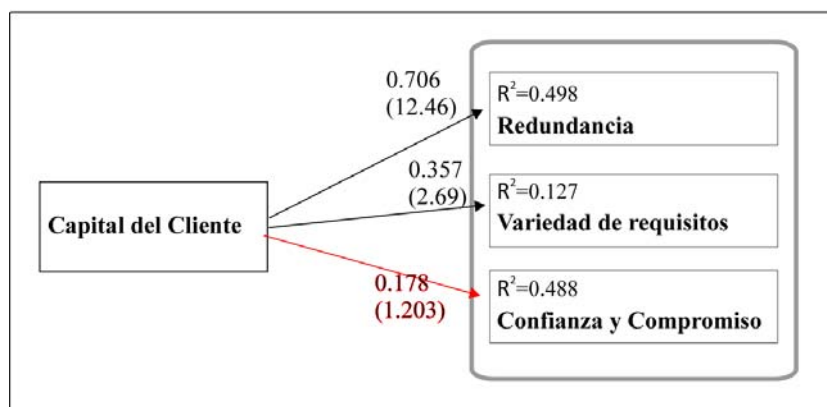 0.706
(12.46)
R²=0.498
Redundancia
0.357
(2.69)
R²=0.127
Variedad de requisitos
Capital del Cliente
0.178
(1.203)
R²=0.488
Confianza y Compromiso